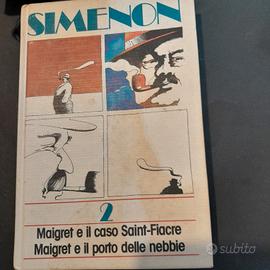 SIMENON
2
Maigret e il caso Saint-Fiacre
Maigret e il porto delle nebbie
subito